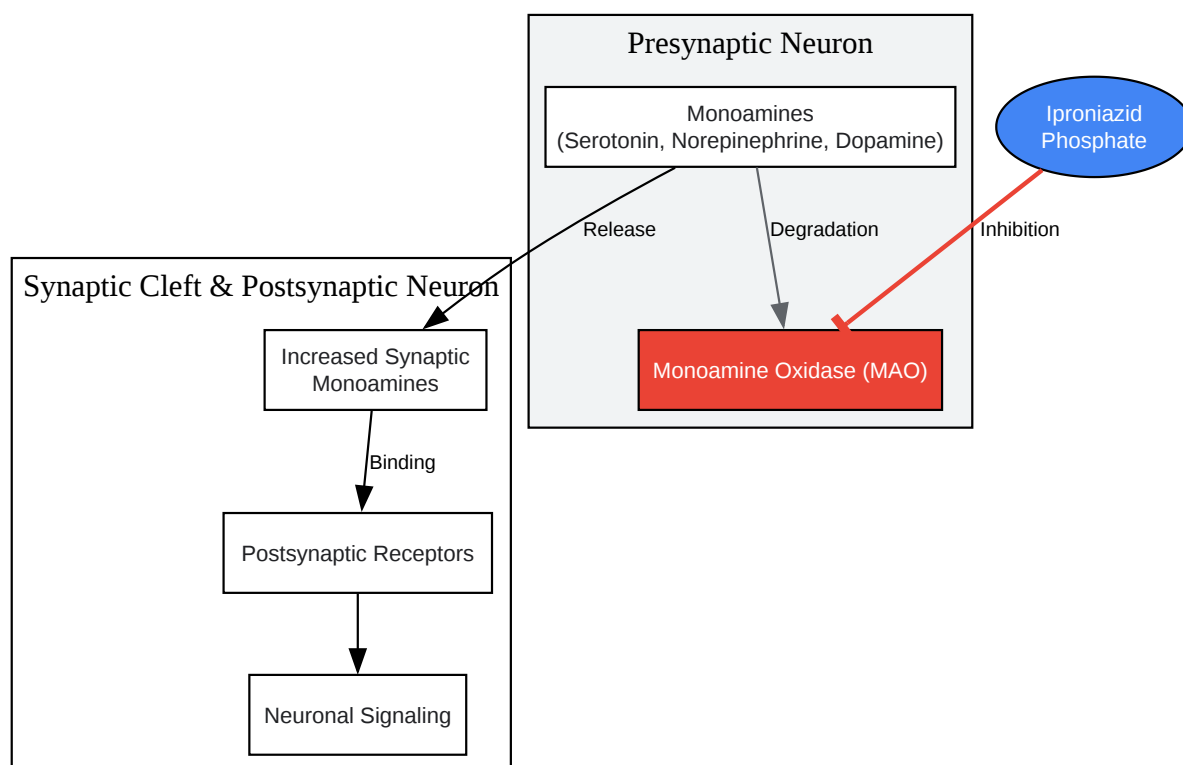 Presynaptic Neuron
Monoamines
(Serotonin, Norepinephrine, Dopamine)
Iproniazid
Phosphate
Release
Degradation
Inhibition
Synaptic Cleft & Postsynaptic Neuron
Increased Synaptic
Monoamines
Monoamine Oxidase (MAO)
Binding
Postsynaptic Receptors
Neuronal Signaling